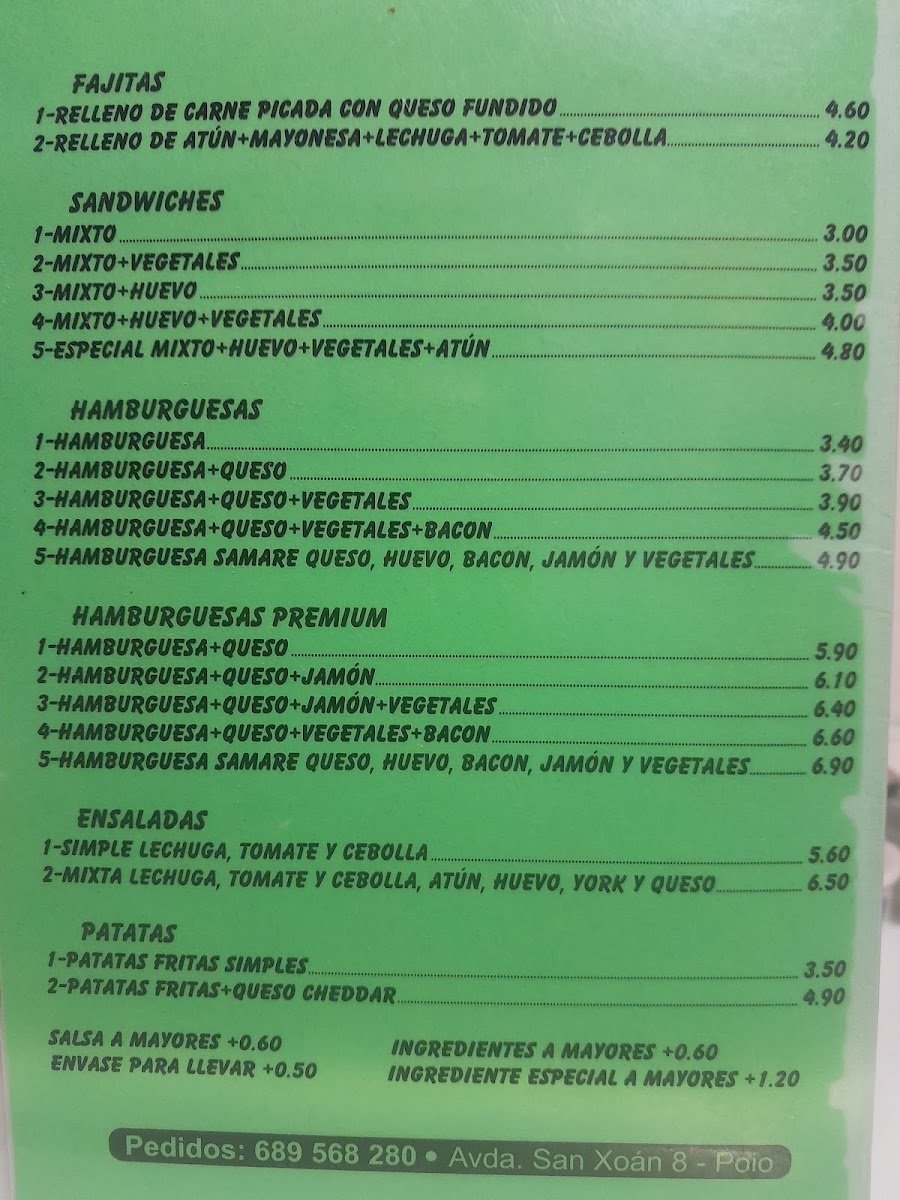 FAJITAS
1-RELLENO DE CARNE PICADA CON QUESO FUNDIDO 4.60
2-RELLENO DE ATÚN+MAYONESA+LECHUGA+TOMATE+CEBOLLA 4.20
SANDWICHES
1-MIXTO 3.00
2-MIXTO+VEGETALES 3.50
3-MIXTO+HUEVO 3.50
4-MIXTO+HUEVO+VEGETALES 4.00
5-ESPECIAL MIXTO+HUEVO+VEGETALES+ATÚN 4.80
HAMBURGUESAS
1-HAMBURGUESA 3.40
2-HAMBURGUESA+QUESO 3.70
3-HAMBURGUESA+QUESO+VEGETALES 3.90
4-HAMBURGUESA+QUESO+VEGETALES+BACON 4.50
5-HAMBURGUESA SAMARE QUESO, HUEVO, BACON, JAMÓN Y VEGETALES 4.90
HAMBURGUESAS PREMIUM
1-HAMBURGUESA+QUESO 5.90
2-HAMBURGUESA+QUESO+JAMÓN 6.10
3-HAMBURGUESA+QUESO+JAMÓN+VEGETALES 6.40
4-HAMBURGUESA+QUESO+VEGETALES+BACON 6.60
5-HAMBURGUESA SAMARE QUESO, HUEVO, BACON, JAMÓN Y VEGETALES 6.90
ENSALADAS
1-SIMPLE LECHUGA, TOMATE Y CEBOLLA 5.60
2-MIXTA LECHUGA, TOMATE Y CEBOLLA, ATÚN, HUEVO, YORK Y QUESO 6.50
PATATAS
1-PATATAS FRITAS SIMPLES 3.50
2-PATATAS FRITAS+QUESO CHEDDAR 4.90
SALSA A MAYORES +0.60
ENVASE PARA LLEVAR +0.50
INGREDIENTES A MAYORES +0.60
INGREDIENTE ESPECIAL A MAYORES +1.20
Pedidos: 689 568 280 • Avda. San Xoán 8 - Poio